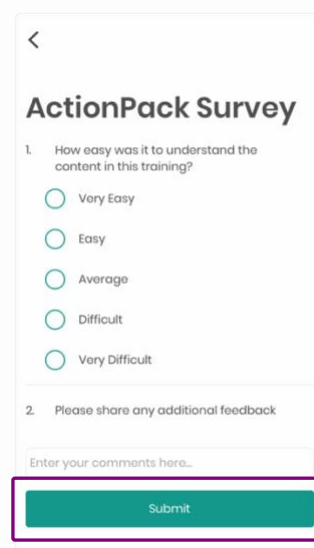 ActionPack Survey
1. How easy was it to understand the
content in this training?
Very Easy
Easy
Average
Difficult
Very Difficult
2. Please share any additional feedback
Enter your comments here...
Submit